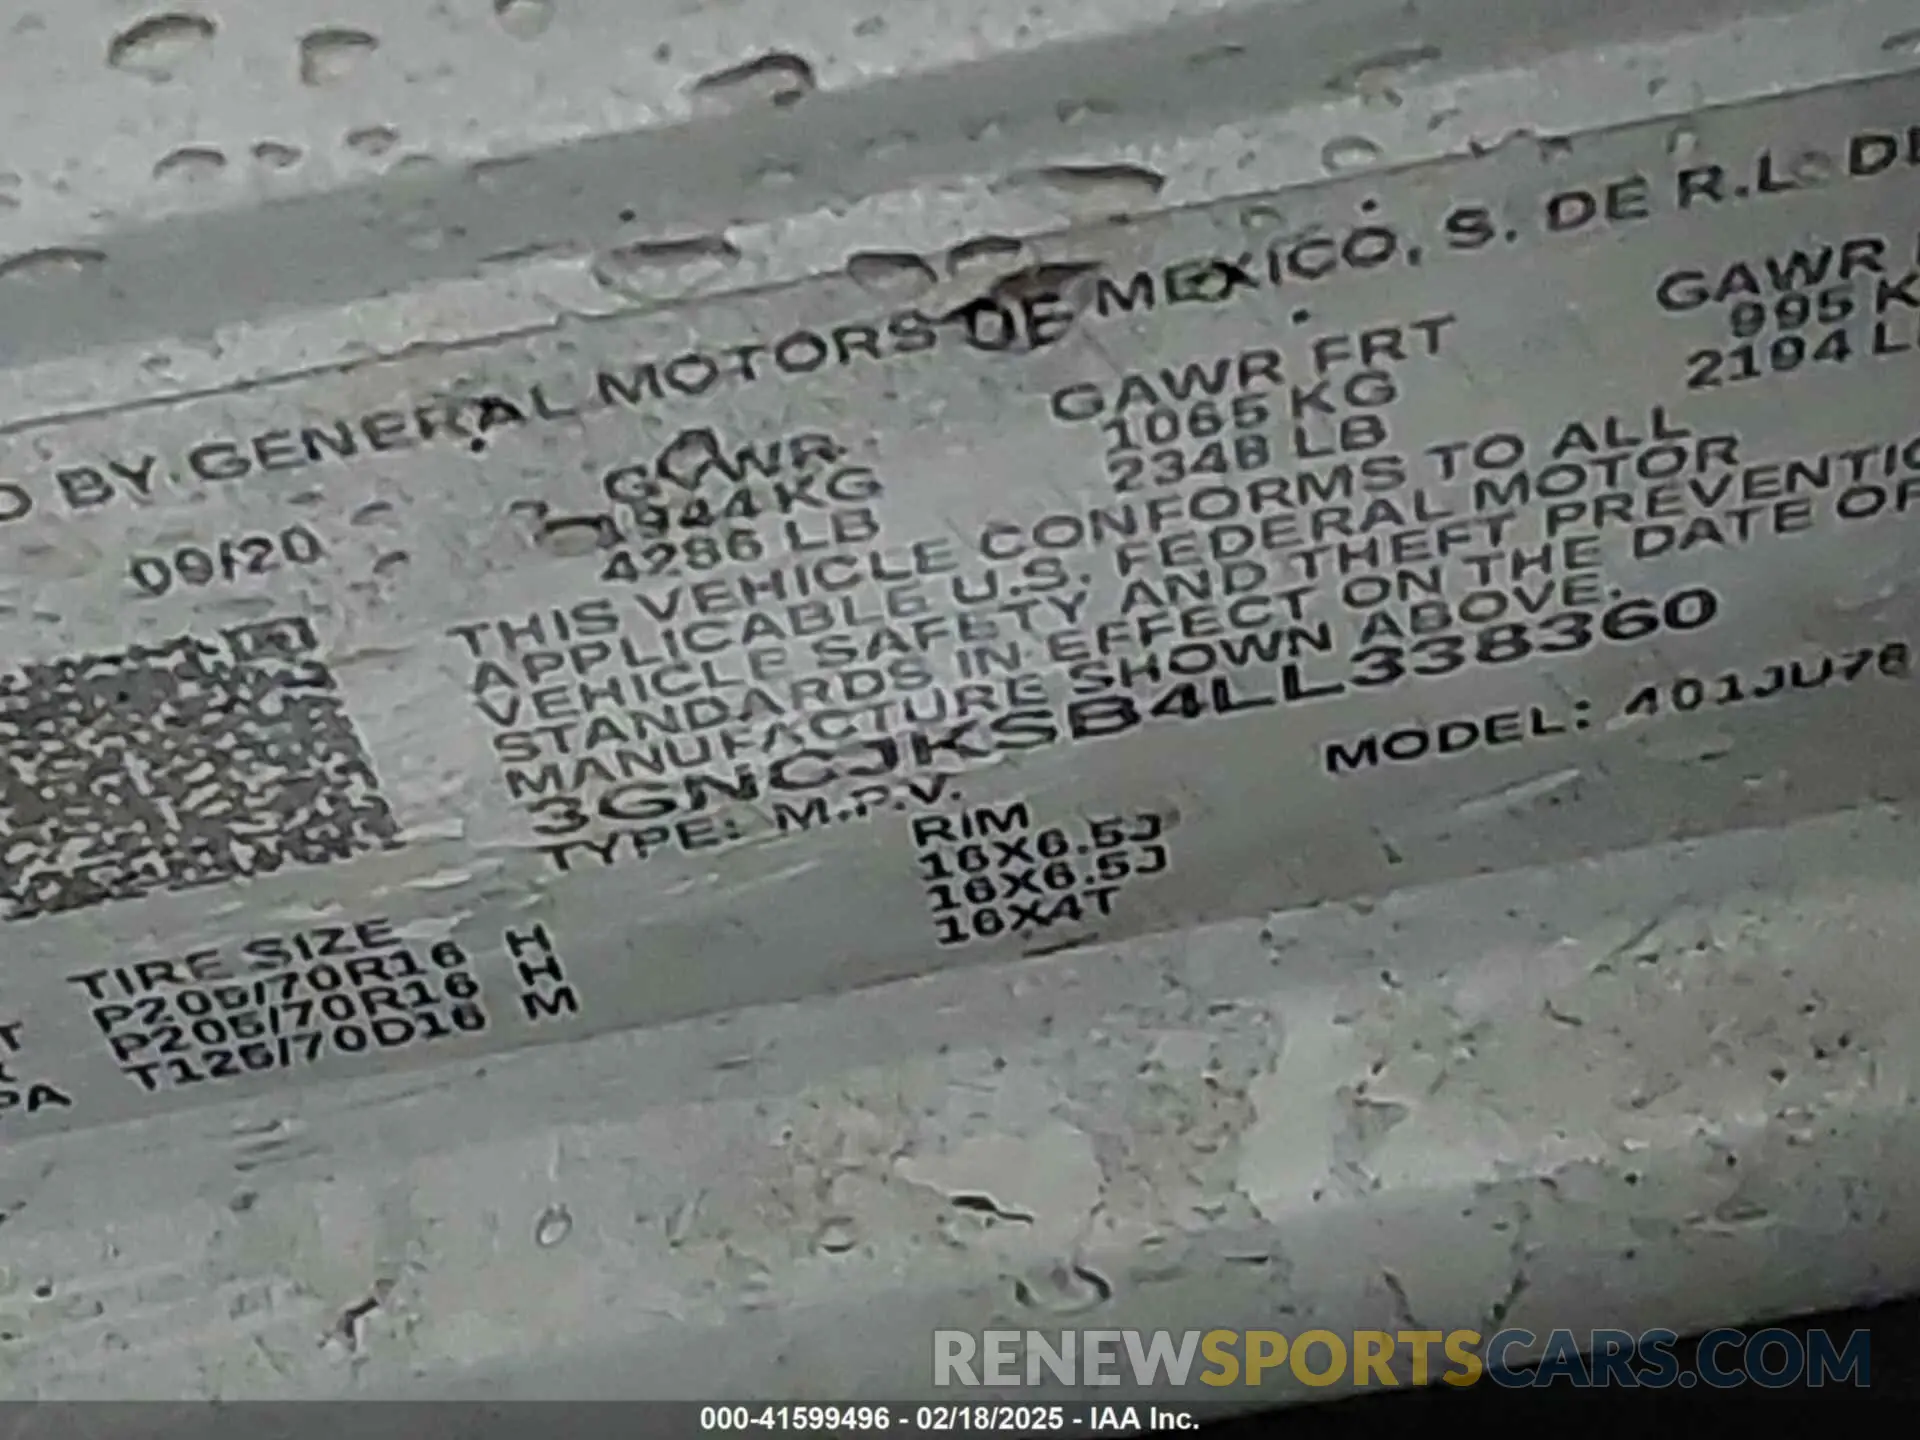 D BY GENERAL MOTORS DE MEXICO, S. DE R.L. DE
09/20 GVWR GAWR FRT GAWR
1944 KG 1065 KG 995 K
4286 LB 2348 LB 2194 L
THIS VEHICLE CONFORMS TO ALL
APPLICABLE U.S. FEDERAL MOTOR
VEHICLE SAFETY AND THEFT PREVENTIO
STANDARDS IN EFFECT ON THE DATE OF
MANUFACTURE SHOWN ABOVE.
3GNCJKSB4LL338360
TYPE: M.P.V. MODEL: 401JU76
TIRE SIZE RIM
T P205/70R16 H 16X6.5J
P205/70R16 H 16X6.5J
PA T125/70D16 M 16X4T
RENEWSPORTSCARS.COM
000-41599496 - 02/18/2025 - IAA Inc.